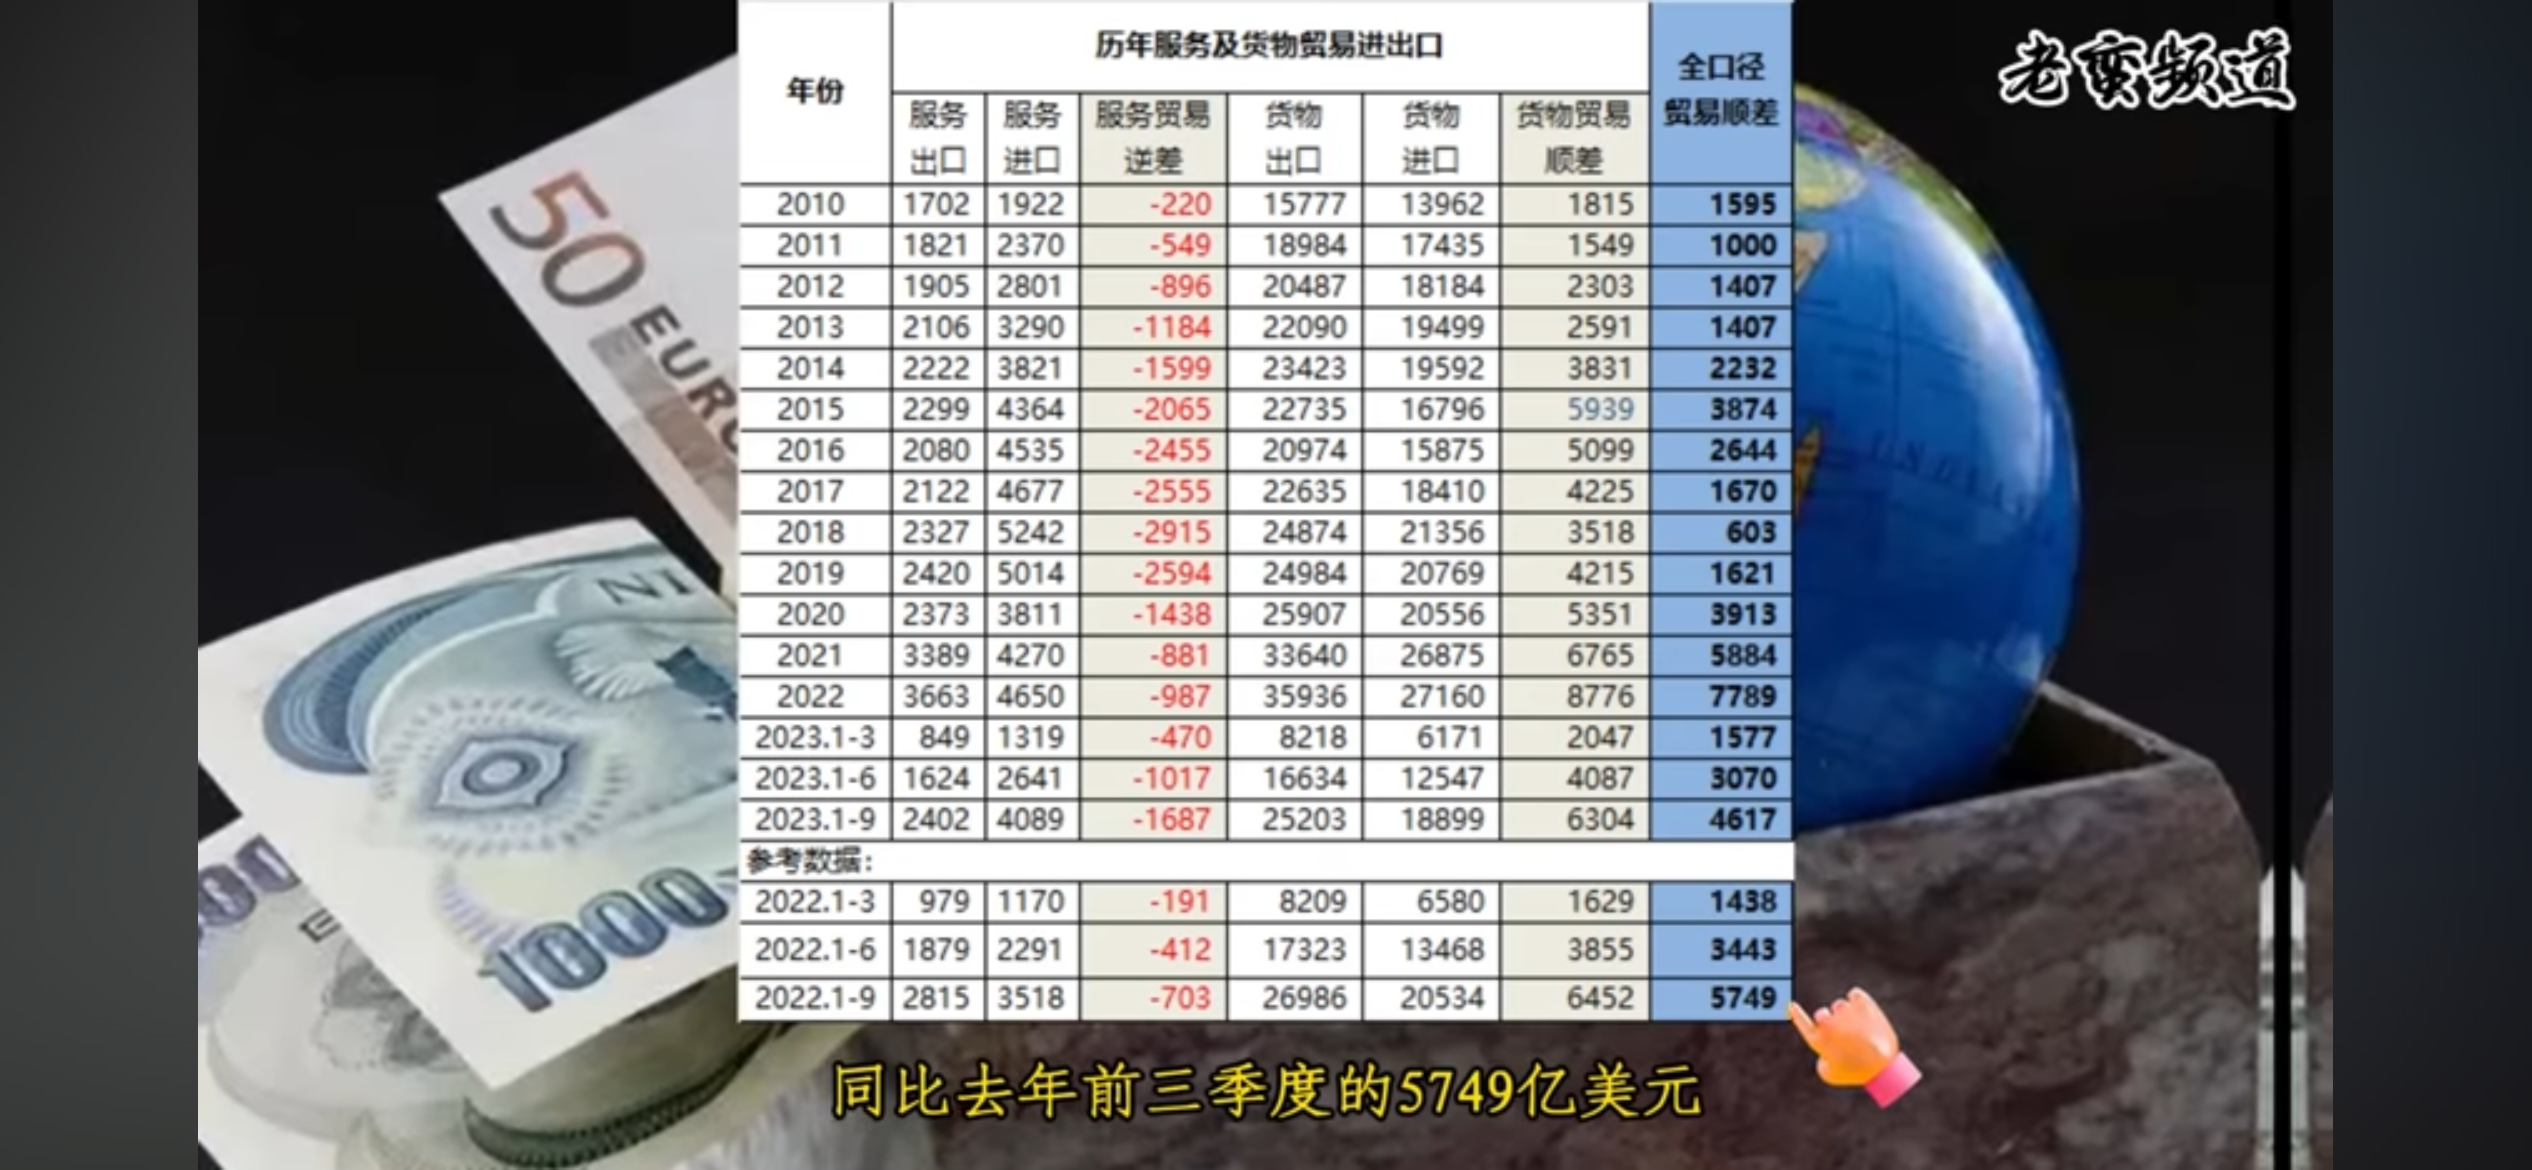 老蛮频道
年份 历年服务及货物贸易进出口 全口径贸易顺差
服务出口 服务进口 服务贸易逆差 货物出口 货物进口 货物贸易顺差
2010 1702 1922 -220 15777 13962 1815 1595
2011 1821 2370 -549 18984 17435 1549 1000
2012 1905 2801 -896 20487 18184 2303 1407
2013 2106 3290 -1184 22090 19499 2591 1407
2014 2222 3821 -1599 23423 19592 3831 2232
2015 2299 4364 -2065 22735 16796 5939 3874
2016 2080 4535 -2455 20974 15875 5099 2644
2017 2122 4677 -2555 22635 18410 4225 1670
2018 2327 5242 -2915 24874 21356 3518 603
2019 2420 5014 -2594 24984 20769 4215 1621
2020 2373 3811 -1438 25907 20556 5351 3913
2021 3389 4270 -881 33640 26875 6765 5884
2022 3663 4650 -987 35936 27160 8776 7789
2023.1-3 849 1319 -470 8218 6171 2047 1577
2023.1-6 1624 2641 -1017 16634 12547 4087 3070
2023.1-9 2402 4089 -1687 25203 18899 6304 4617
参考数据：
2022.1-3 979 1170 -191 8209 6580 1629 1438
2022.1-6 1879 2291 -412 17323 13468 3855 3443
2022.1-9 2815 3518 -703 26986 20534 6452 5749
50 EURO
NI
1000
同比去年前三季度的5749亿美元